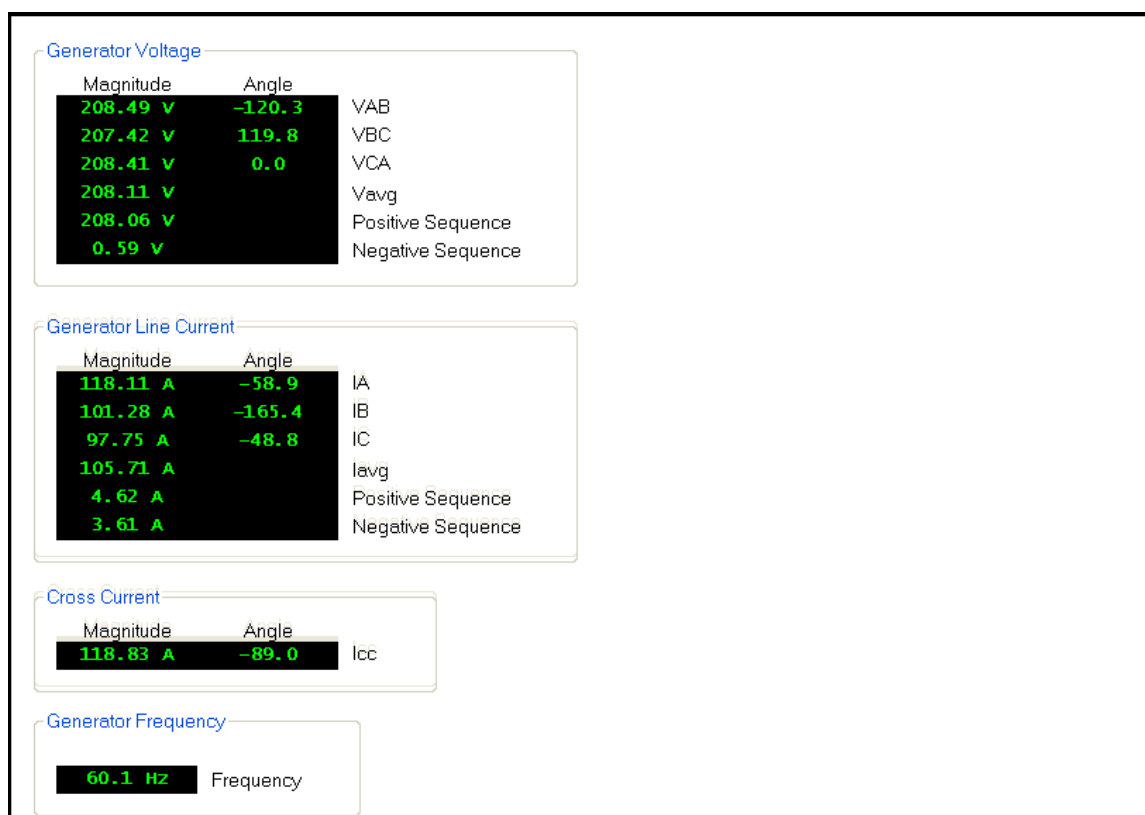 Generator Voltage
Magnitude Angle
208.49 V -120.3 VAB
207.42 V 119.8 VBC
208.41 V 0.0 VCA
208.11 V Vavg
208.06 V Positive Sequence
0.59 V Negative Sequence
Generator Line Current
Magnitude Angle
118.11 A -58.9 IA
101.28 A -165.4 IB
97.75 A -48.8 IC
105.71 A Iavg
4.62 A Positive Sequence
3.61 A Negative Sequence
Cross Current
Magnitude Angle
118.83 A -89.0 Icc
Generator Frequency
60.1 Hz Frequency